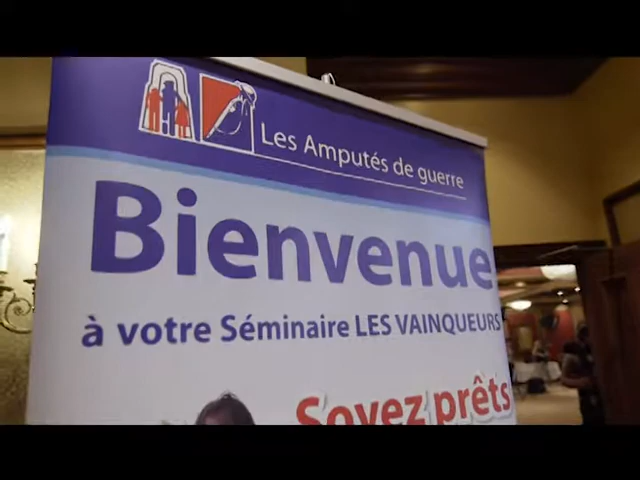 Les Amputés de guerre
Bienvenue
à votre Séminaire LES VAINQUEURS
Soyez prêts